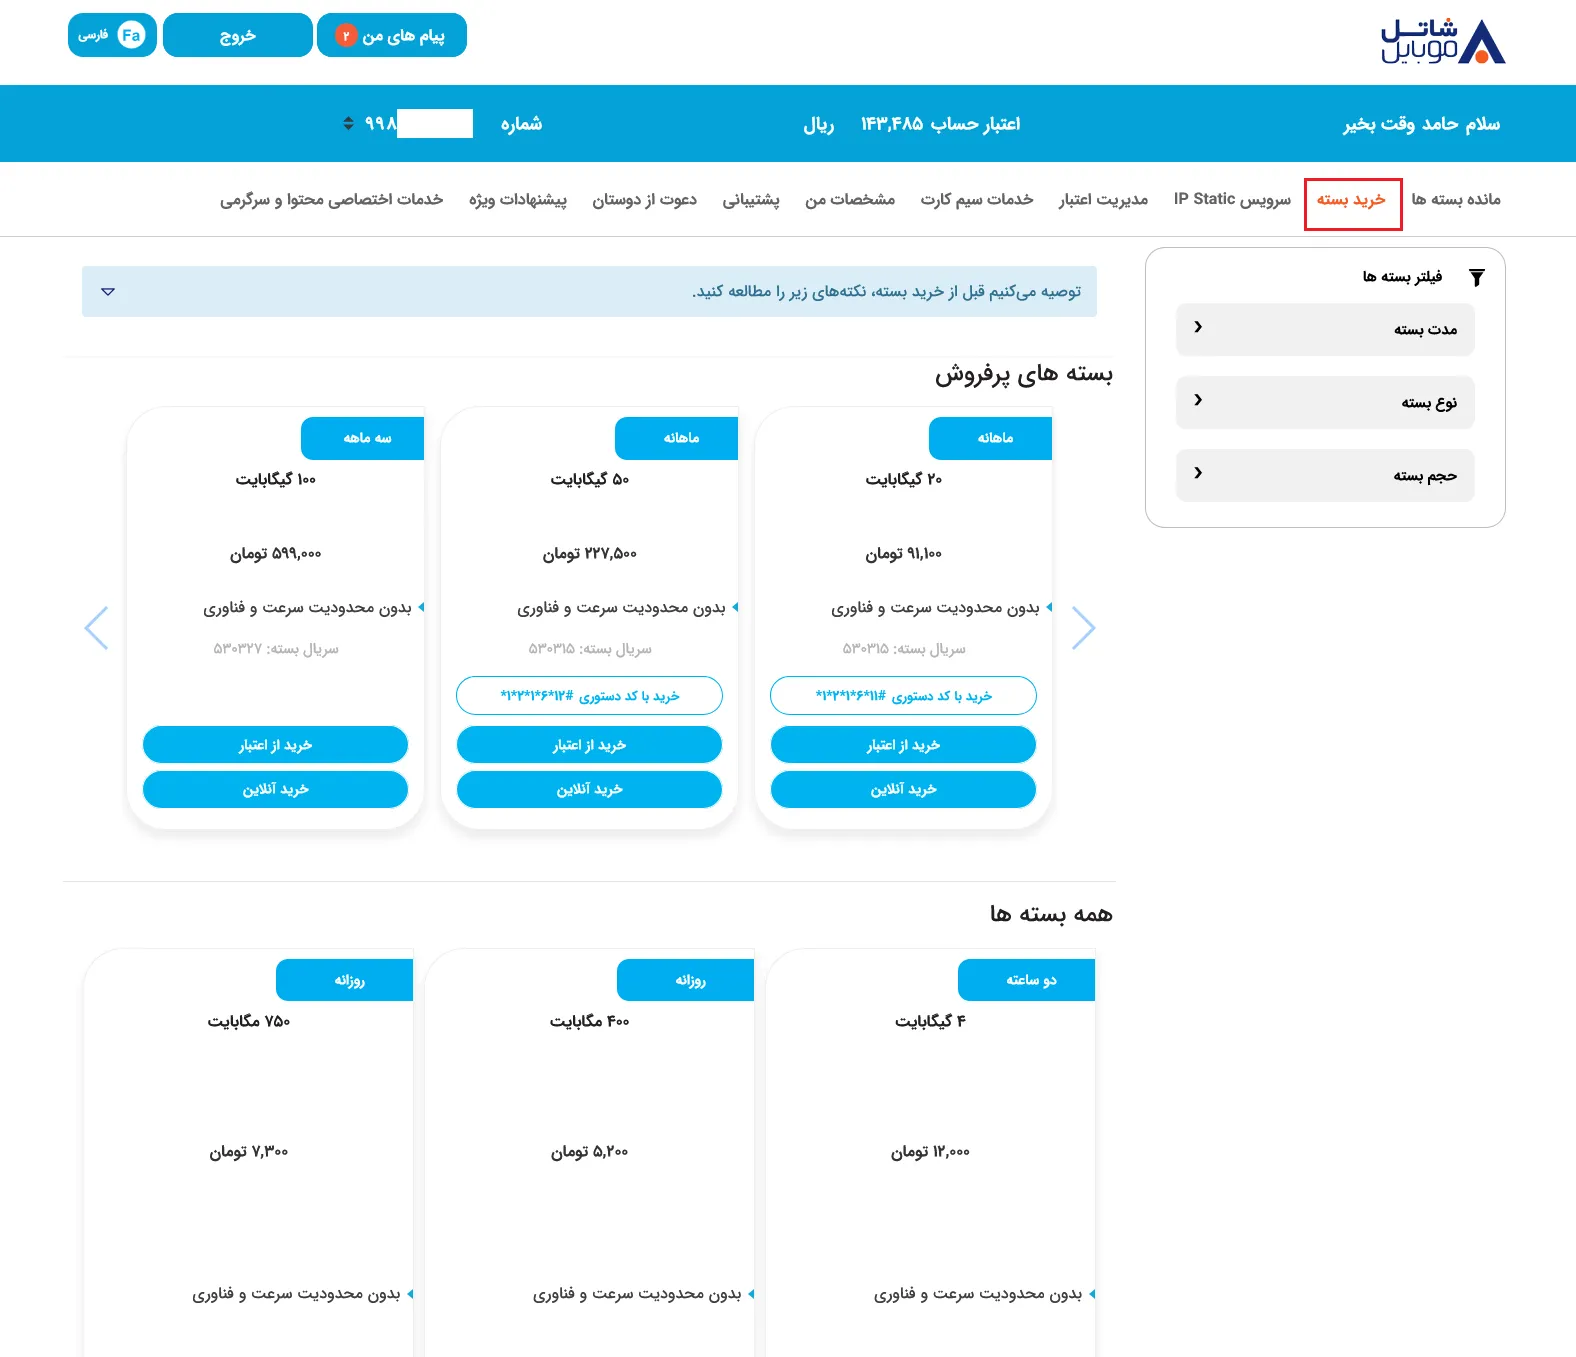 شاتل موبایل
پیام های من ۲
خروج
Fa فارسی
سلام حامد وقت بخیر
اعتبار حساب ۱۴۳,۴۸۵ ریال
شماره ۹۹۸
مانده بسته ها
خرید بسته
سرویس IP Static
مدیریت اعتبار
خدمات سیم کارت
مشخصات من
پشتیبانی
دعوت از دوستان
پیشنهادات ویژه
خدمات اختصاصی محتوا و سرگرمی
فیلتر بسته ها
مدت بسته
نوع بسته
حجم بسته
توصیه می‌کنیم قبل از خرید بسته، نکته‌های زیر را مطالعه کنید.
بسته های پرفروش
ماهانه
۲۰ گیگابایت
۹۱,۱۰۰ تومان
بدون محدودیت سرعت و فناوری
سریال بسته: ۵۳۰۳۱۵
خرید با کد دستوری #۱۱*۶*۱*۲*۱*
خرید از اعتبار
خرید آنلاین
ماهانه
۵۰ گیگابایت
۲۲۷,۵۰۰ تومان
بدون محدودیت سرعت و فناوری
سریال بسته: ۵۳۰۳۱۵
خرید با کد دستوری #۱۲*۶*۱*۲*۱*
خرید از اعتبار
خرید آنلاین
سه ماهه
۱۰۰ گیگابایت
۵۹۹,۰۰۰ تومان
بدون محدودیت سرعت و فناوری
سریال بسته: ۵۳۰۳۲۷
خرید از اعتبار
خرید آنلاین
همه بسته ها
دو ساعته
۴ گیگابایت
۱۲,۰۰۰ تومان
بدون محدودیت سرعت و فناوری
روزانه
۴۰۰ مگابایت
۵,۲۰۰ تومان
بدون محدودیت سرعت و فناوری
روزانه
۷۵۰ مگابایت
۷,۳۰۰ تومان
بدون محدودیت سرعت و فناوری